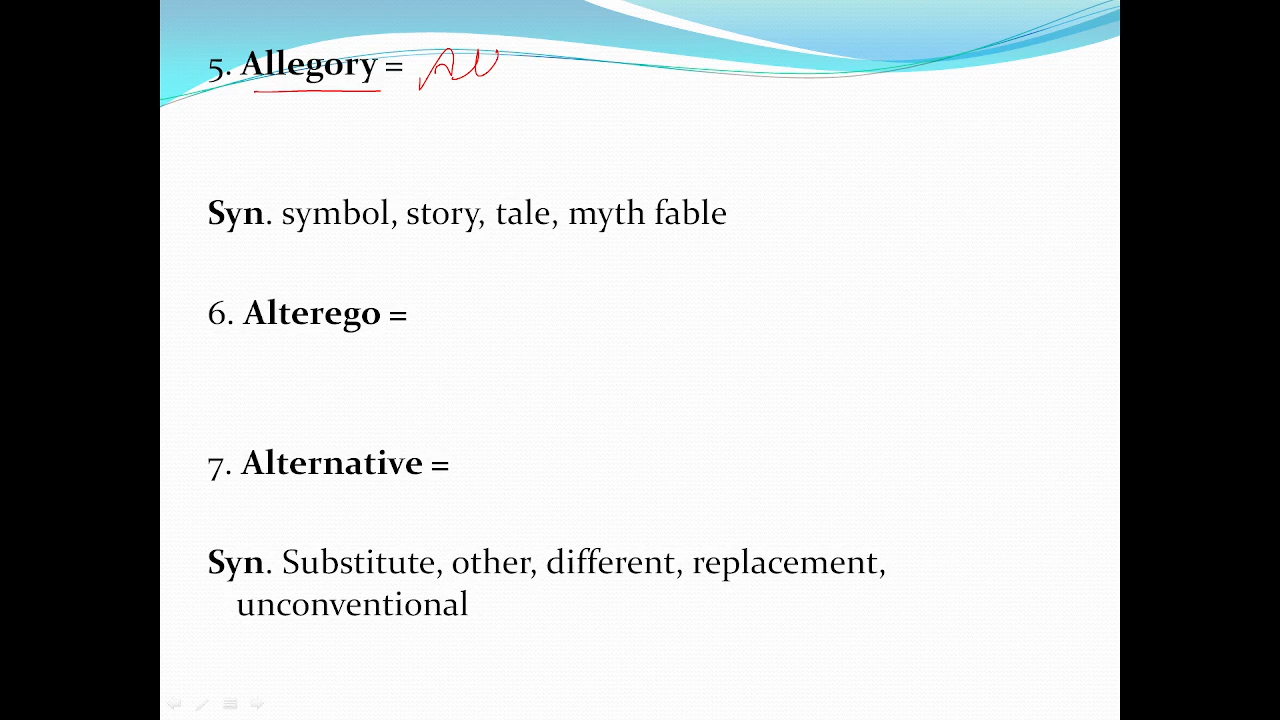 5. Allegory =
Syn. symbol, story, tale, myth fable
6. Alterego =
7. Alternative =
Syn. Substitute, other, different, replacement,
unconventional